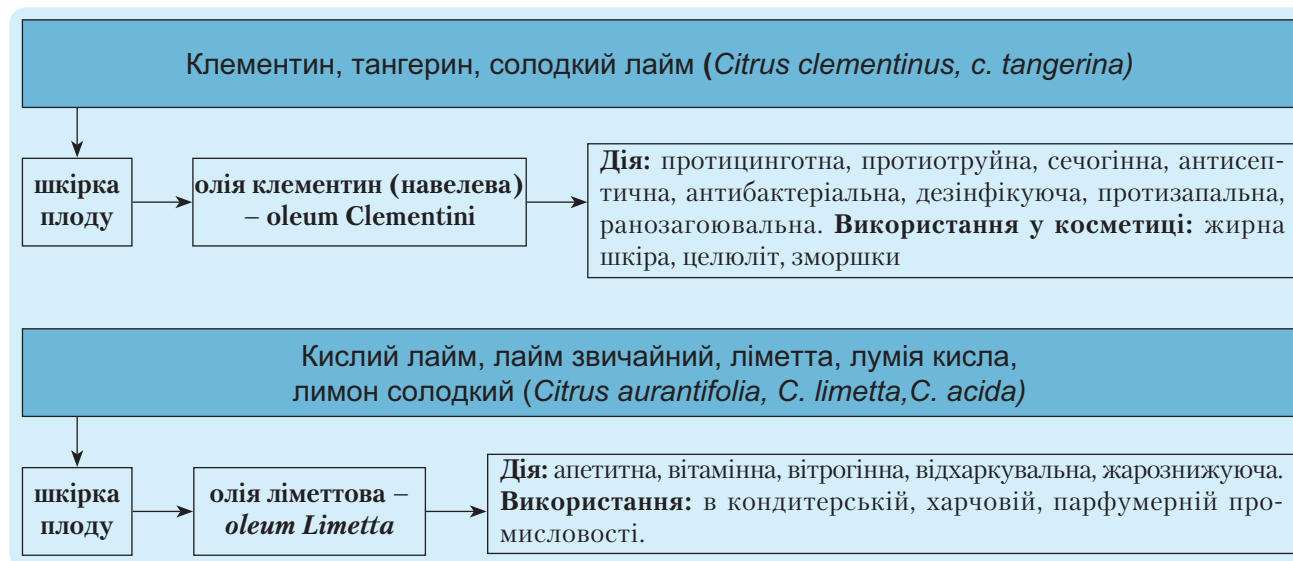 Клементин, тангерин, солодкий лайм (Citrus clementinus, c. tangerina)
шкірка
плоду
олія клементин (навелева)
– oleum Clementini
Дія: протицинготна, протиотруйна, сечогінна, антисеп-
тична, антибактеріальна, дезінфікуюча, протизапальна,
ранозагоювальна. Використання у косметиці: жирна
шкіра, целюліт, зморшки
Кислий лайм, лайм звичайний, ліметта, лумія кисла,
лимон солодкий (Citrus aurantifolia, C. limetta,C. acida)
шкірка
плоду
олія ліметтова –
oleum Limetta
Дія: апетитна, вітамінна, вітрогінна, відхаркувальна, жарознижуюча.
Використання: в кондитерській, харчовій, парфумерній про-
мисловості.